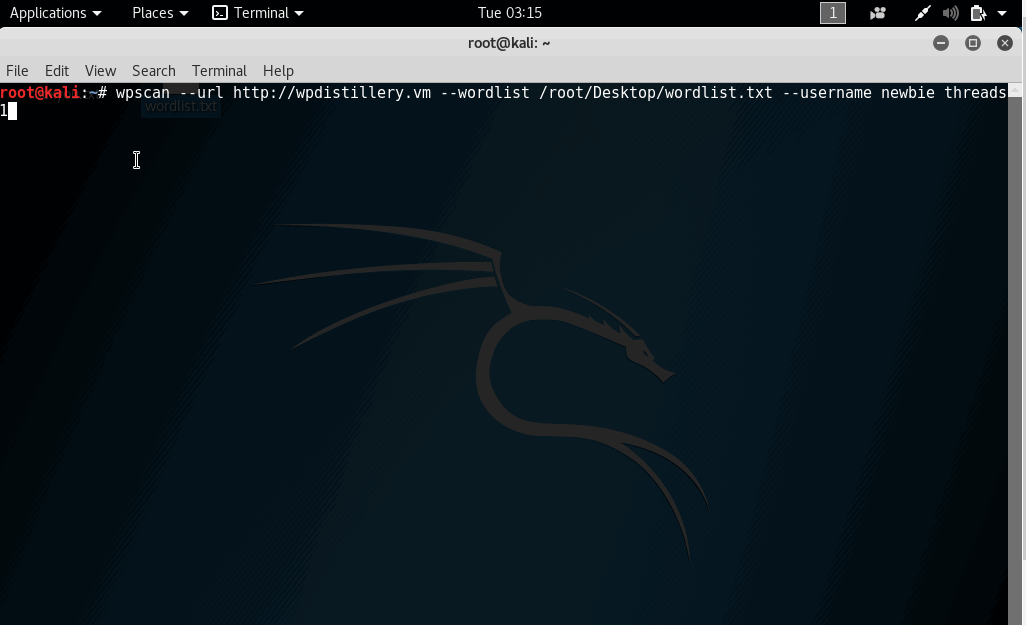 Applications Places Terminal Tue 03:15 1
root@kali: ~
File Edit View Search Terminal Help
root@kali:~# wpscan --url http://wpdistillery.vm --wordlist /root/Desktop/wordlist.txt --username newbie threads
1
wordlist.txt